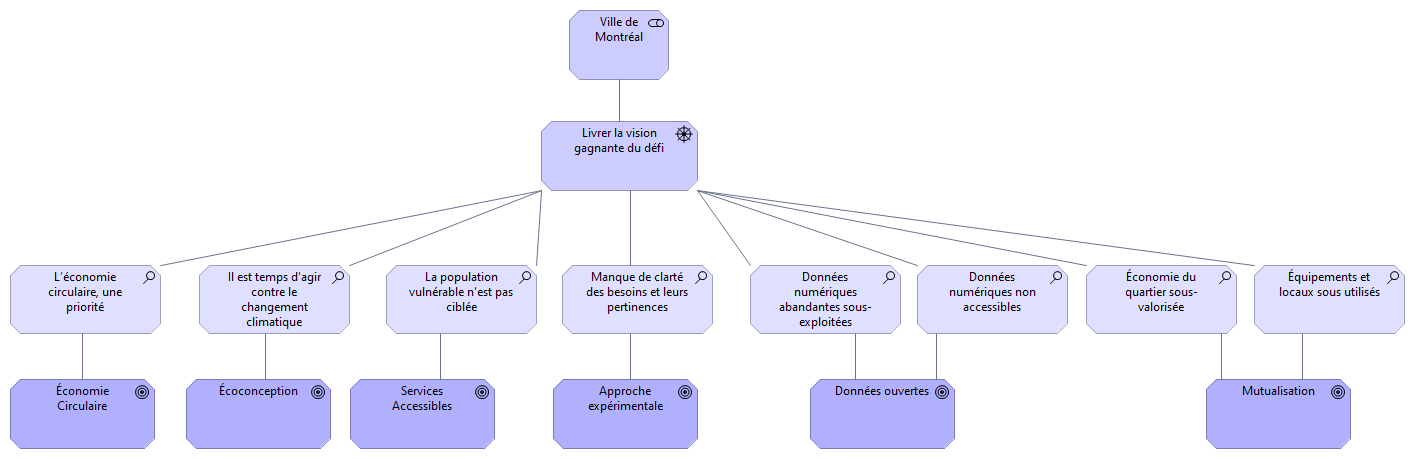 Ville de
Montréal
Livrer la vision
gagnante du défi
L'économie
circulaire, une
priorité
Il est temps d'agir
contre le
changement
climatique
La population
vulnérable n'est pas
ciblée
Manque de clarté
des besoins et leurs
pertinences
Données
numériques
abandantes sous-
exploitées
Données
numériques non
accessibles
Économie du
quartier sous-
valorisée
Équipements et
locaux sous utilisés
Économie
Circulaire
Écoconception
Services
Accessibles
Approche
expérimentale
Données ouvertes
Mutualisation